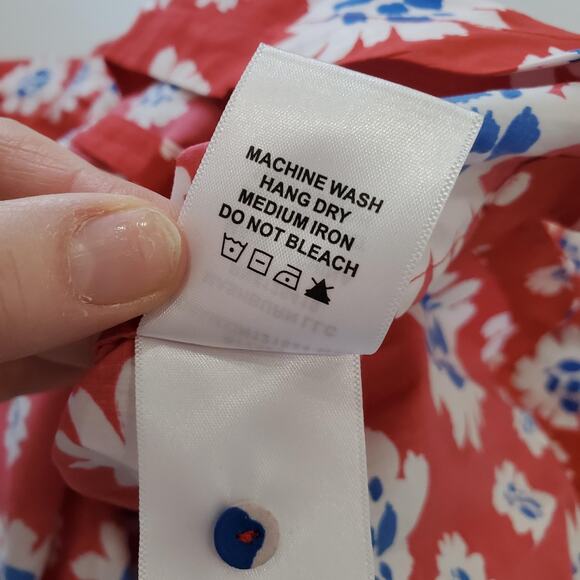 MACHINE WASH
HANG DRY
MEDIUM IRON
DO NOT BLEACH